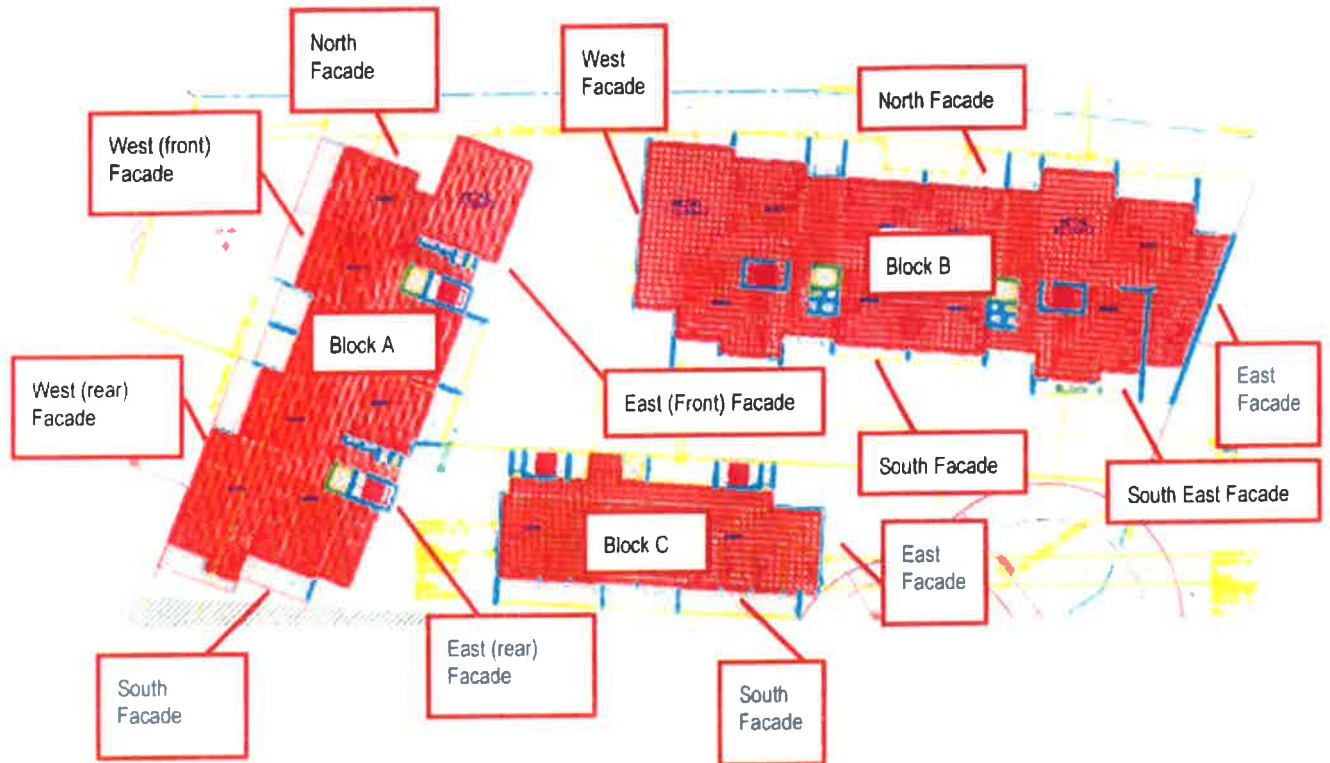 North
Facade
West
Facade
North Facade
West (front)
Facade
Block B
Block A
West (rear)
Facade
East (Front) Facade
East
Facade
South Facade
South East Facade
Block C
East
Facade
East (rear)
Facade
South
Facade
South
Facade